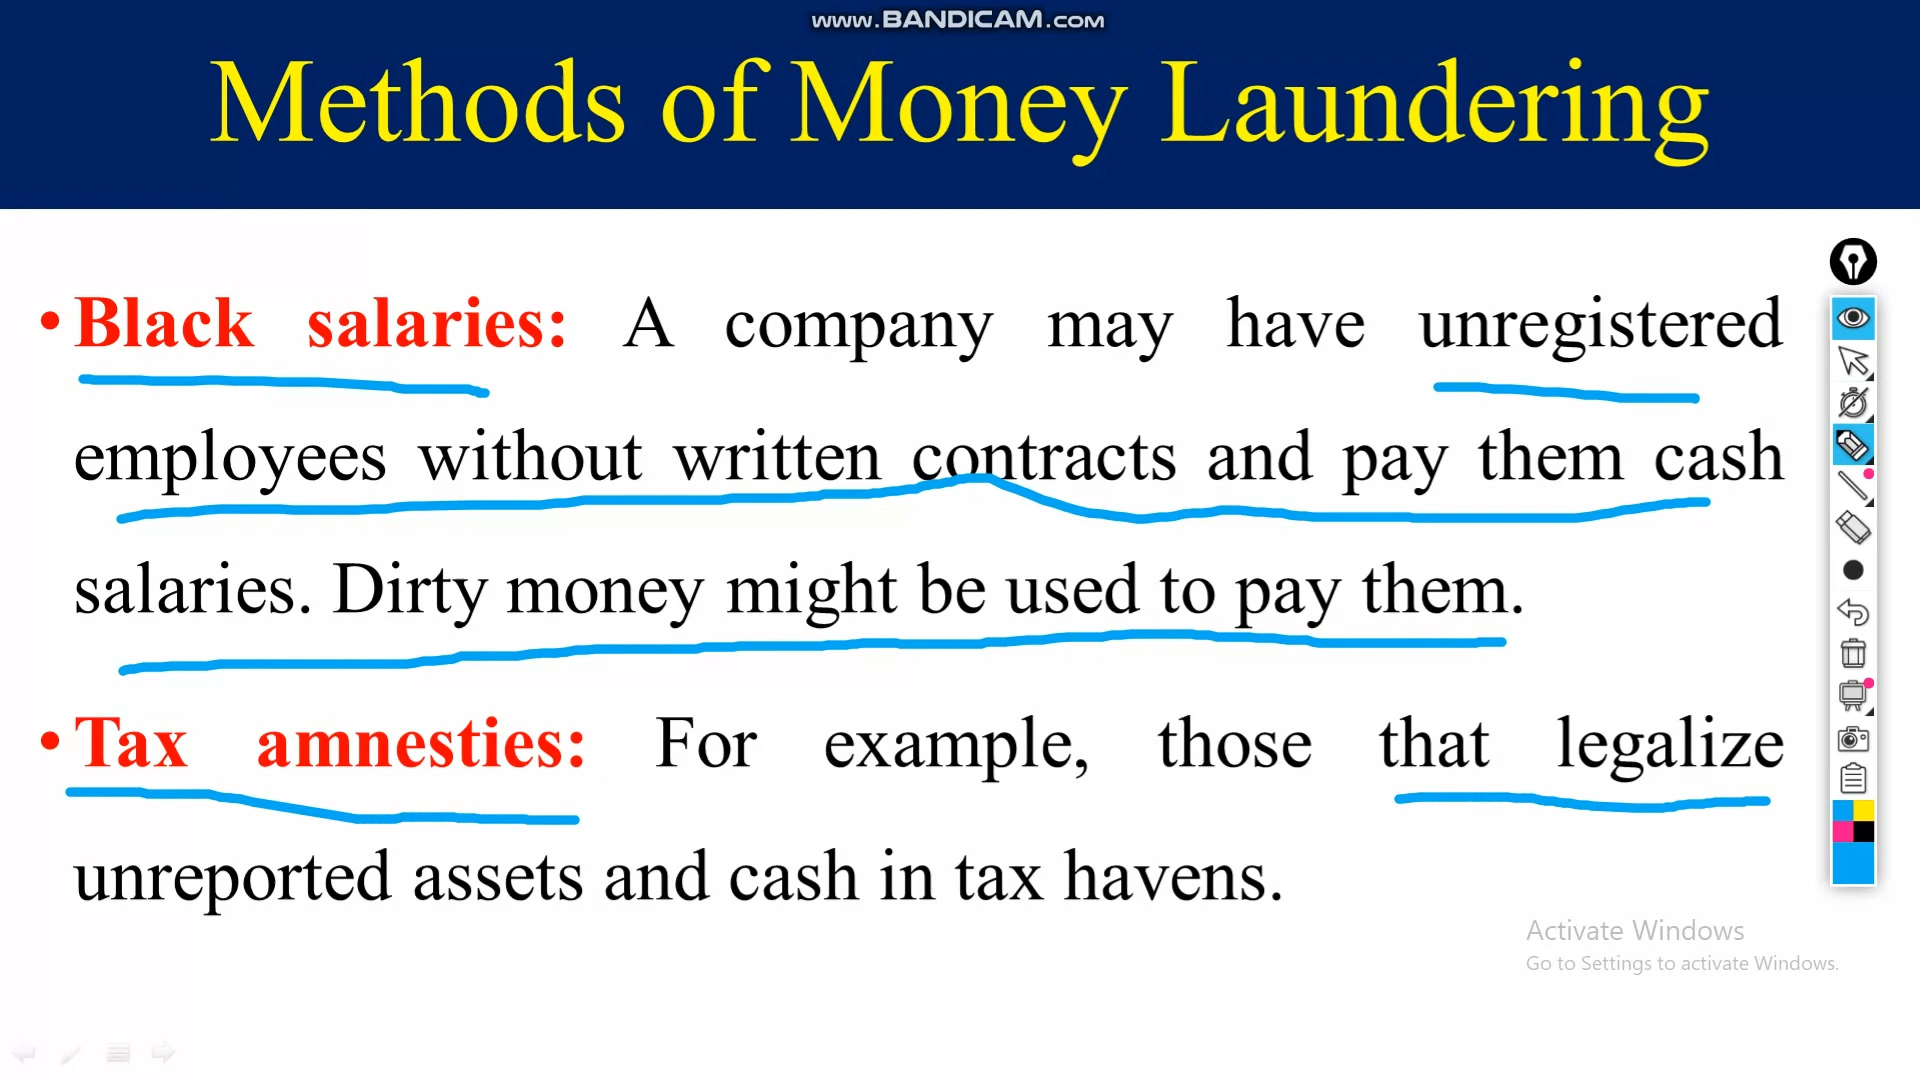 www.BANDICAM.com
Methods of Money Laundering
• Black salaries: A company may have unregistered
employees without written contracts and pay them cash
salaries. Dirty money might be used to pay them.
• Tax amnesties: For example, those that legalize
unreported assets and cash in tax havens.
Activate Windows
Go to Settings to activate Windows.